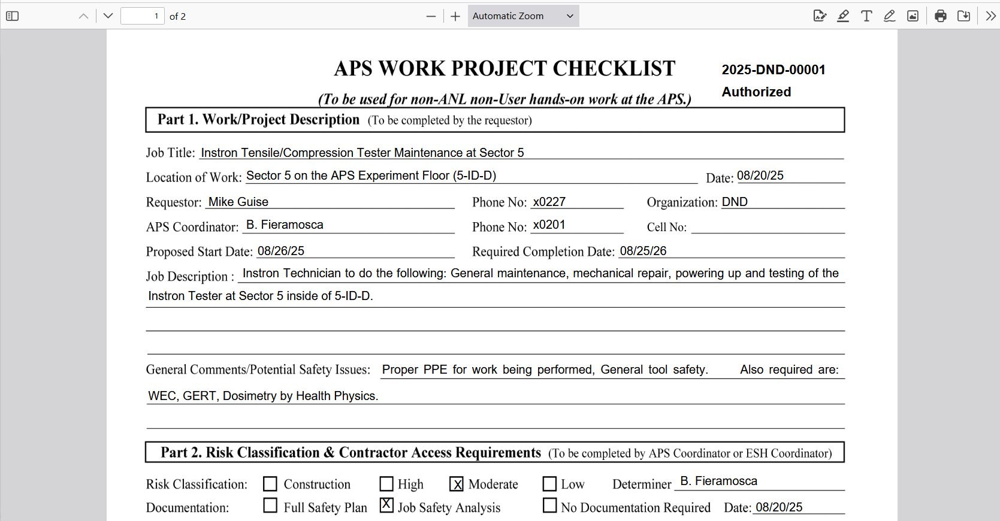 1 of 2 Automatic Zoom
APS WORK PROJECT CHECKLIST
2025-DND-00001
Authorized
(To be used for non-ANL non-User hands-on work at the APS.)
Part 1. Work/Project Description (To be completed by the requestor)
Job Title: Instron Tensile/Compression Tester Maintenance at Sector 5
Location of Work: Sector 5 on the APS Experiment Floor (5-ID-D) Date: 08/20/25
Requestor: Mike Guise Phone No: x0227 Organization: DND
APS Coordinator: B. Fieramosca Phone No: x0201 Cell No:
Proposed Start Date: 08/26/25 Required Completion Date: 08/25/26
Job Description : Instron Technician to do the following: General maintenance, mechanical repair, powering up and testing of the
Instron Tester at Sector 5 inside of 5-ID-D.
General Comments/Potential Safety Issues: Proper PPE for work being performed, General tool safety. Also required are:
WEC, GERT, Dosimetry by Health Physics.
Part 2. Risk Classification & Contractor Access Requirements (To be completed by APS Coordinator or ESH Coordinator)
Risk Classification: Construction High X Moderate Low Determiner B. Fieramosca
Documentation: Full Safety Plan X Job Safety Analysis No Documentation Required Date: 08/20/25